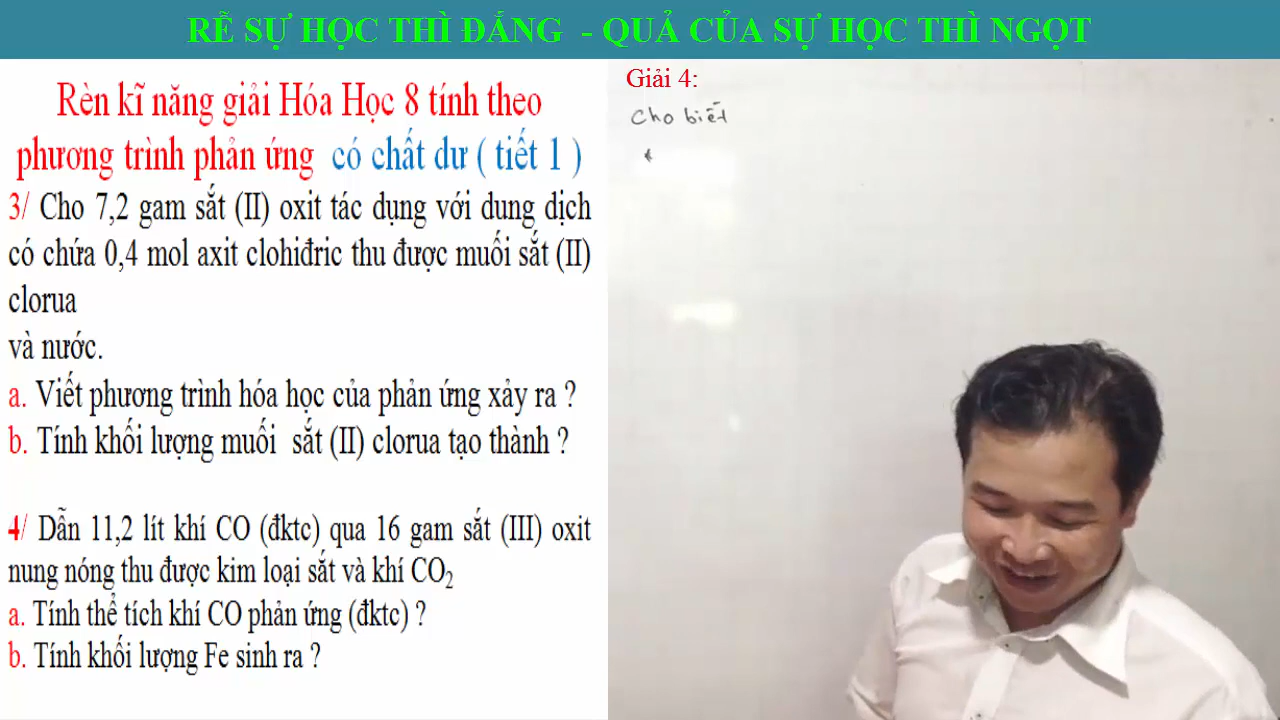 RỄ SỰ HỌC THÌ ĐẮNG - QUẢ CỦA SỰ HỌC THÌ NGỌT
Rèn kĩ năng giải Hóa Học 8 tính theo
phương trình phản ứng có chất dư ( tiết 1 )
3/ Cho 7,2 gam sắt (II) oxit tác dụng với dung dịch
có chứa 0,4 mol axit clohiđric thu được muối sắt (II)
clorua
và nước.
a. Viết phương trình hóa học của phản ứng xảy ra ?
b. Tính khối lượng muối sắt (II) clorua tạo thành ?
4/ Dẫn 11,2 lít khí CO (đktc) qua 16 gam sắt (III) oxit
nung nóng thu được kim loại sắt và khí CO₂
a. Tính thể tích khí CO phản ứng (đktc) ?
b. Tính khối lượng Fe sinh ra ?
Giải 4:
Cho biết